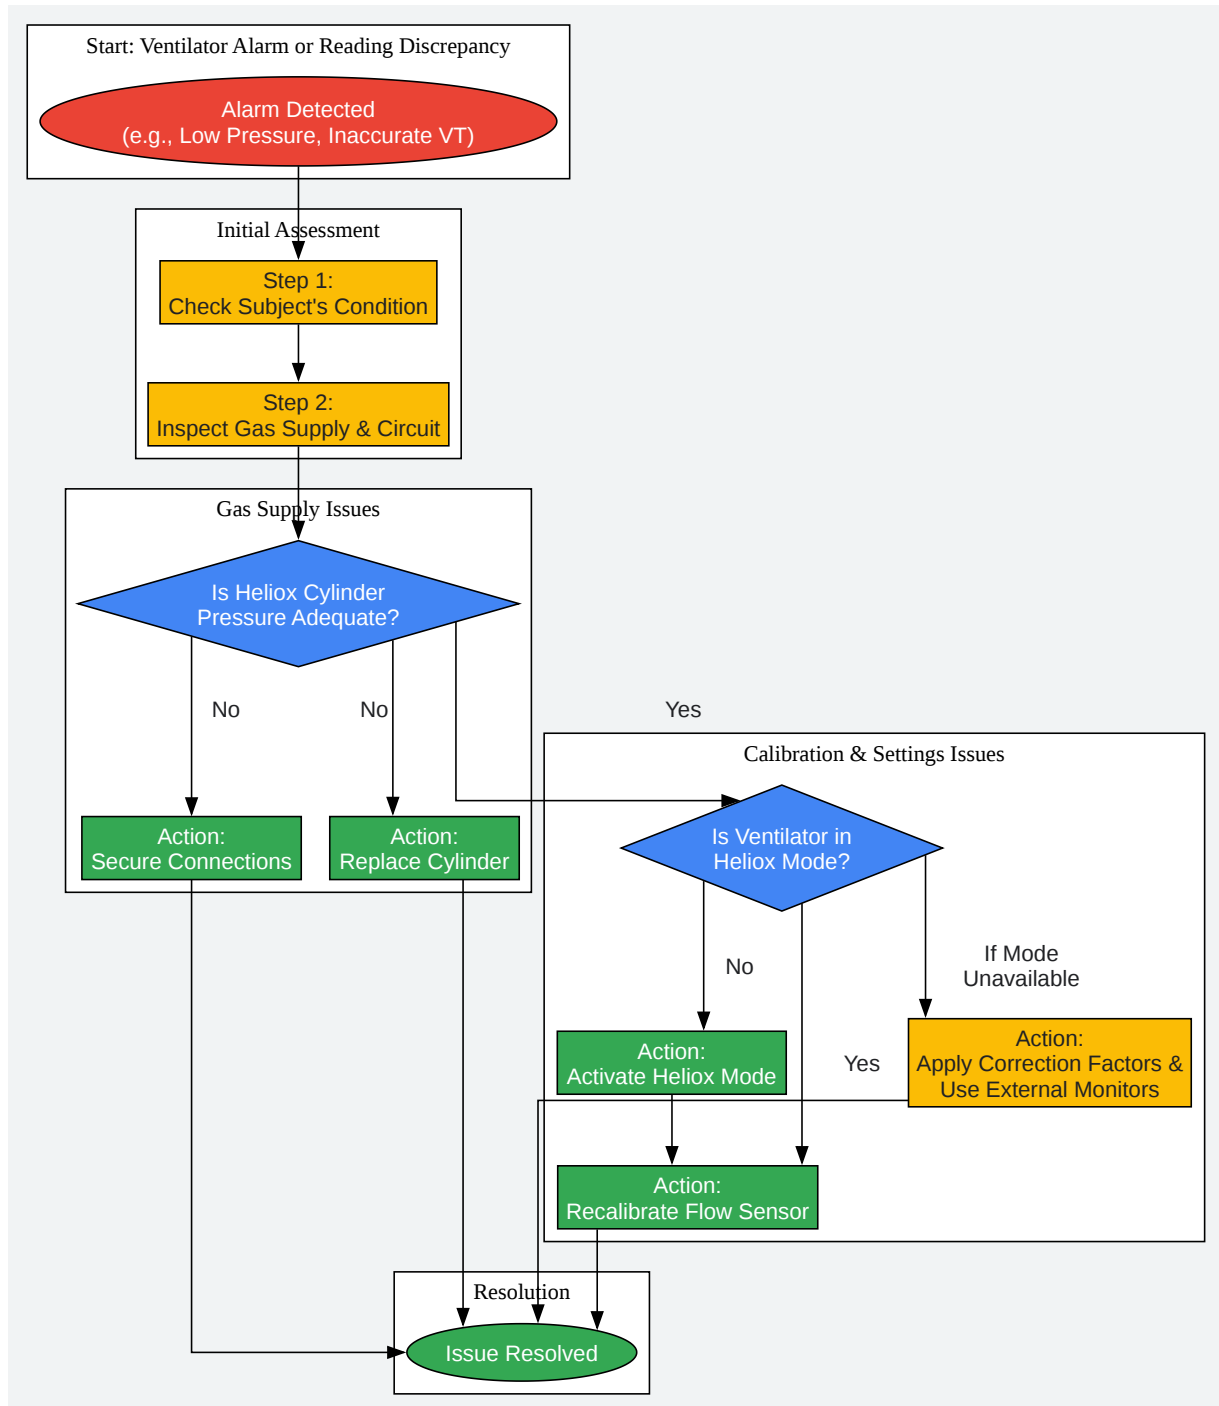 Start: Ventilator Alarm or Reading Discrepancy
Alarm Detected
(e.g., Low Pressure, Inaccurate VT)
Initial Assessment
Step 1:
Check Subject's Condition
Step 2:
Inspect Gas Supply & Circuit
Gas Supply Issues
Is Heliox Cylinder
Pressure Adequate?
No
No
Yes
Action:
Secure Connections
Action:
Replace Cylinder
Calibration & Settings Issues
Is Ventilator in
Heliox Mode?
No
If Mode
Unavailable
Action:
Activate Heliox Mode
Yes
Action:
Apply Correction Factors &
Use External Monitors
Action:
Recalibrate Flow Sensor
Resolution
Issue Resolved